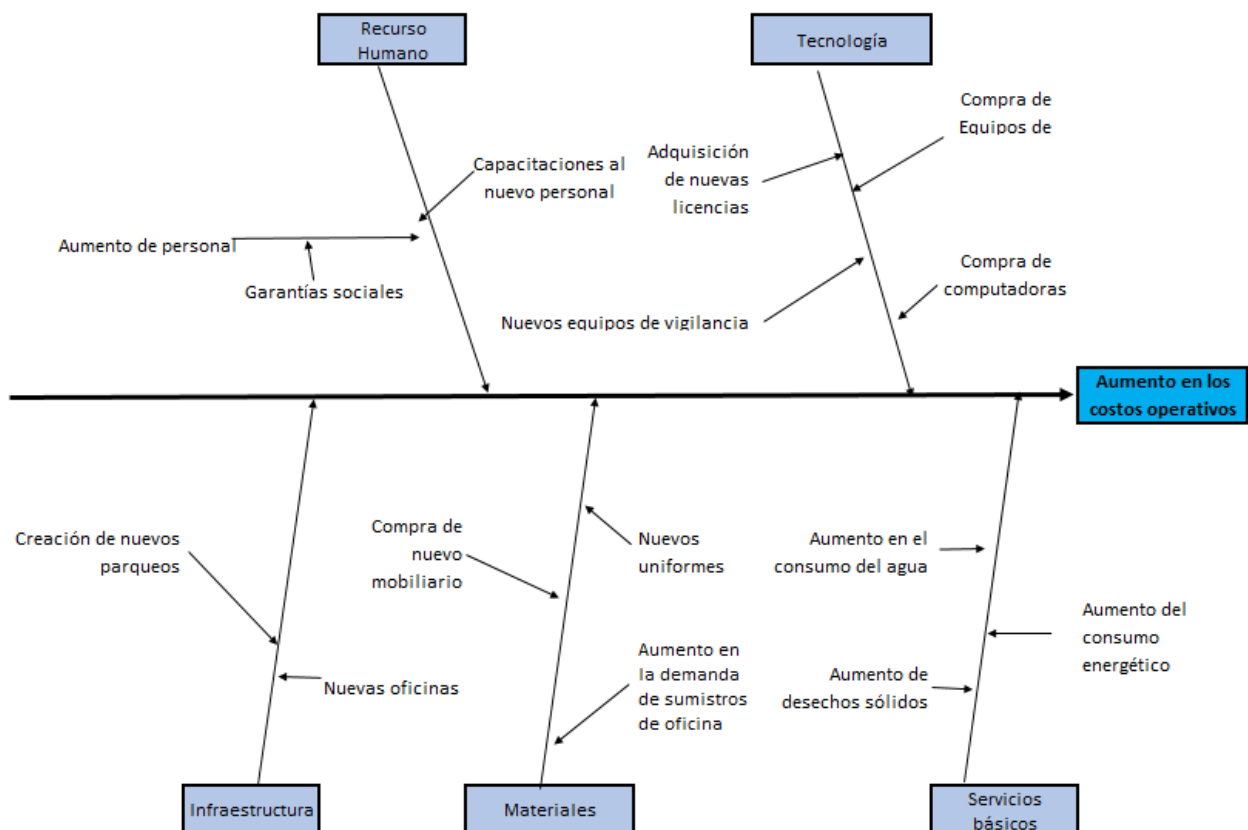 Recurso
Humano
Tecnología
Compra de
Equipos de
Adquisición
de nuevas
licencias
Capacitaciones al
nuevo personal
Aumento de personal
Garantías sociales
Compra de
computadoras
Nuevos equipos de vigilancia
Aumento en los
costos operativos
Creación de nuevos
parqueos
Nuevas oficinas
Compra de
nuevo
mobiliario
Nuevos
uniformes
Aumento en
la demanda
de sumistros
de oficina
Aumento en el
consumo del agua
Aumento del
consumo
energético
Aumento de
desechos sólidos
Infraestructura
Materiales
Servicios
básicos